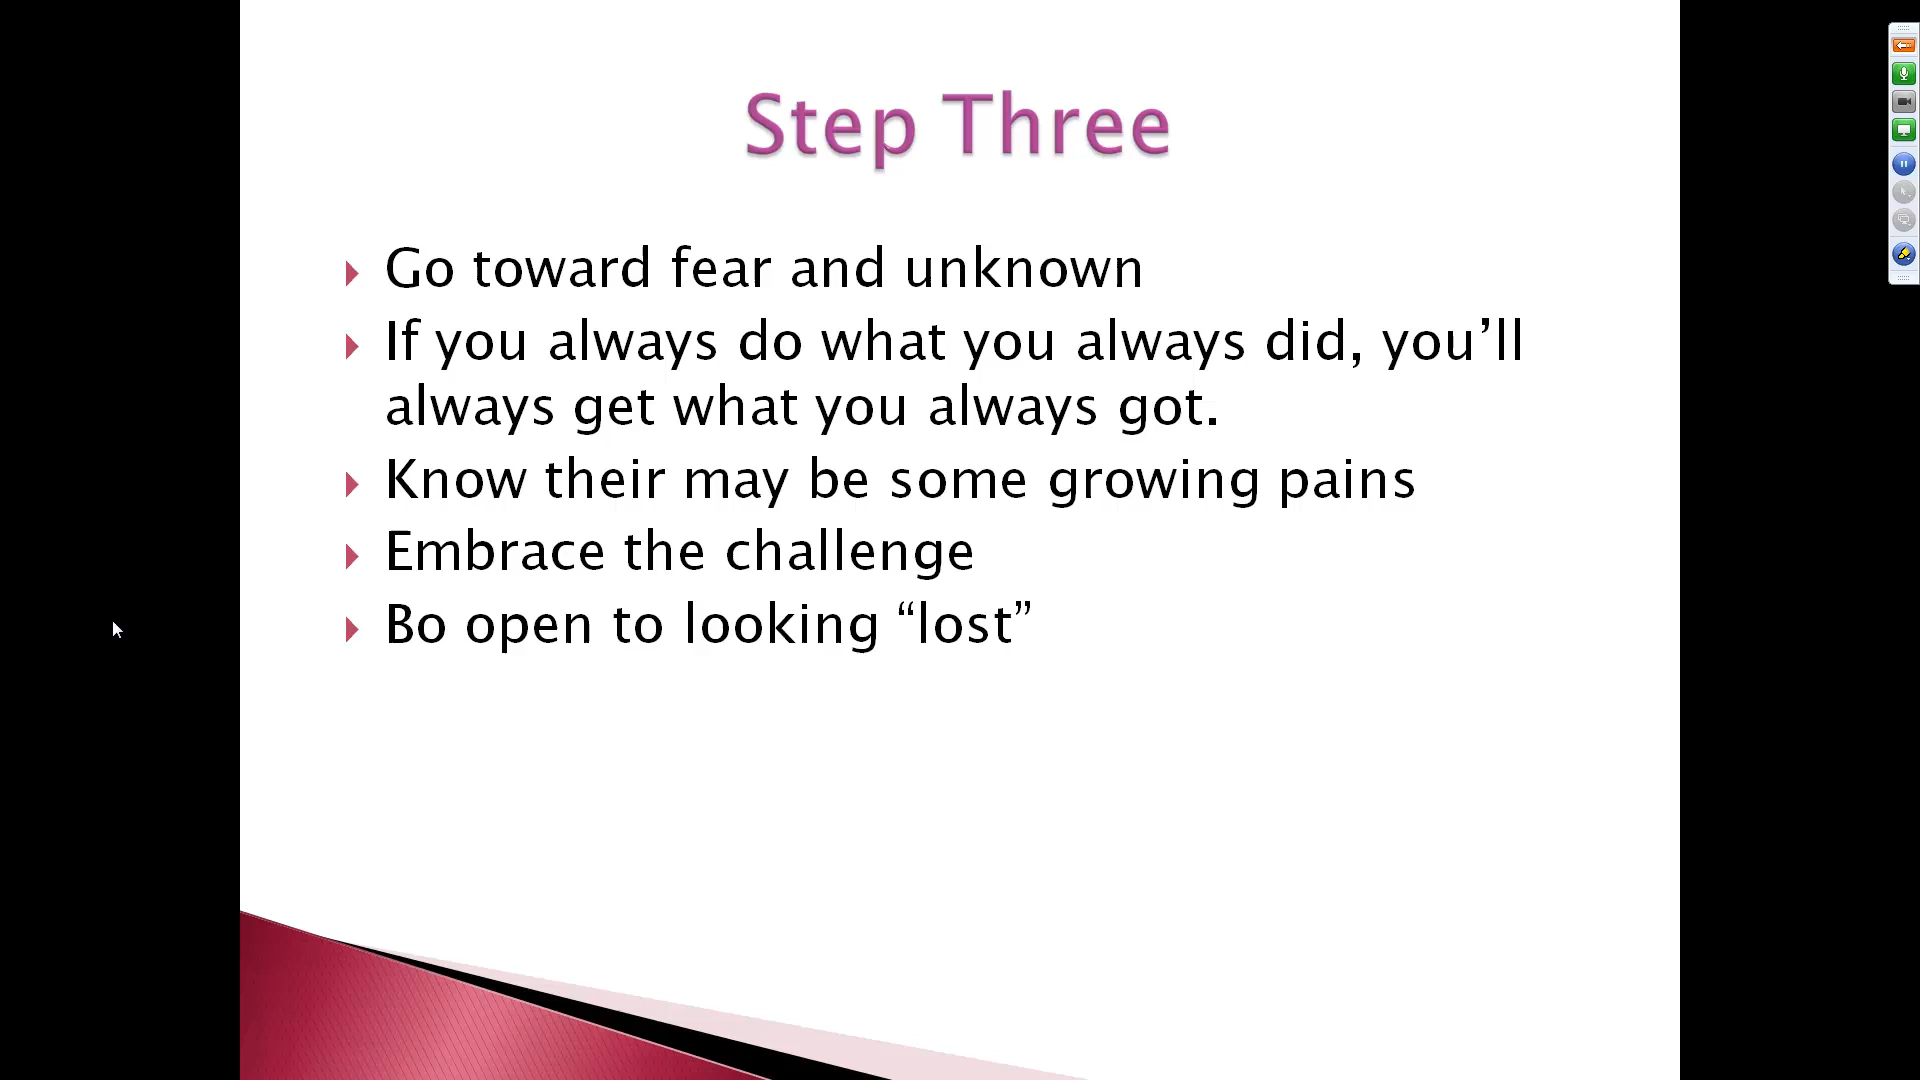 Step Three
Go toward fear and unknown
If you always do what you always did, you’ll
always get what you always got.
Know their may be some growing pains
Embrace the challenge
Bo open to looking “lost”